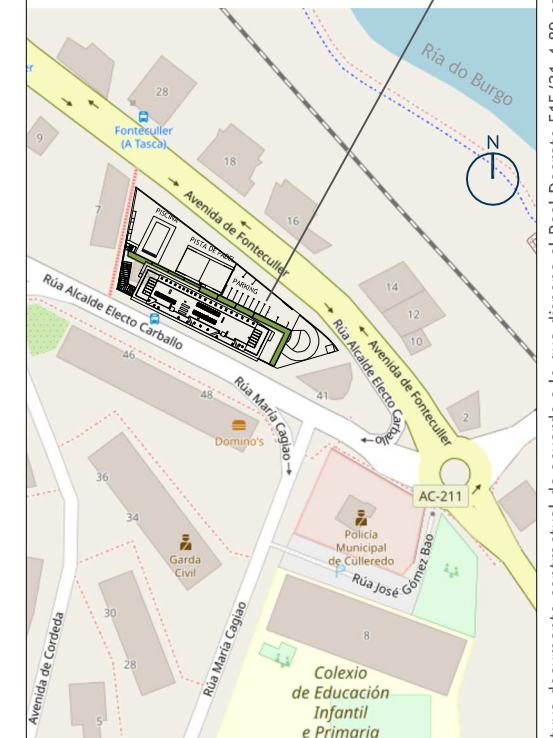 Ría do Burgo
N
er
28
Fonteculler
(A Tasca)
9
18
7
16
Avenida de Fonteculler
PISCINA
PISTA DE PADEL
PARKING
14
12
10
Rúa Alcalde Electo Carballo
Rúa Alcalde Electo Carballo
Avenida de Fonteculler
46
48
41
2
Domino's
Rúa María Cagiao
AC-211
36
34
Garda
Civil
Policía
Municipal
de Culleredo
P
Rúa José Gómez Bao
30
28
8
Avenida de Cordeda
Rúa María Cagiao
5
Colexio
de Educación
Infantil
e Primaria